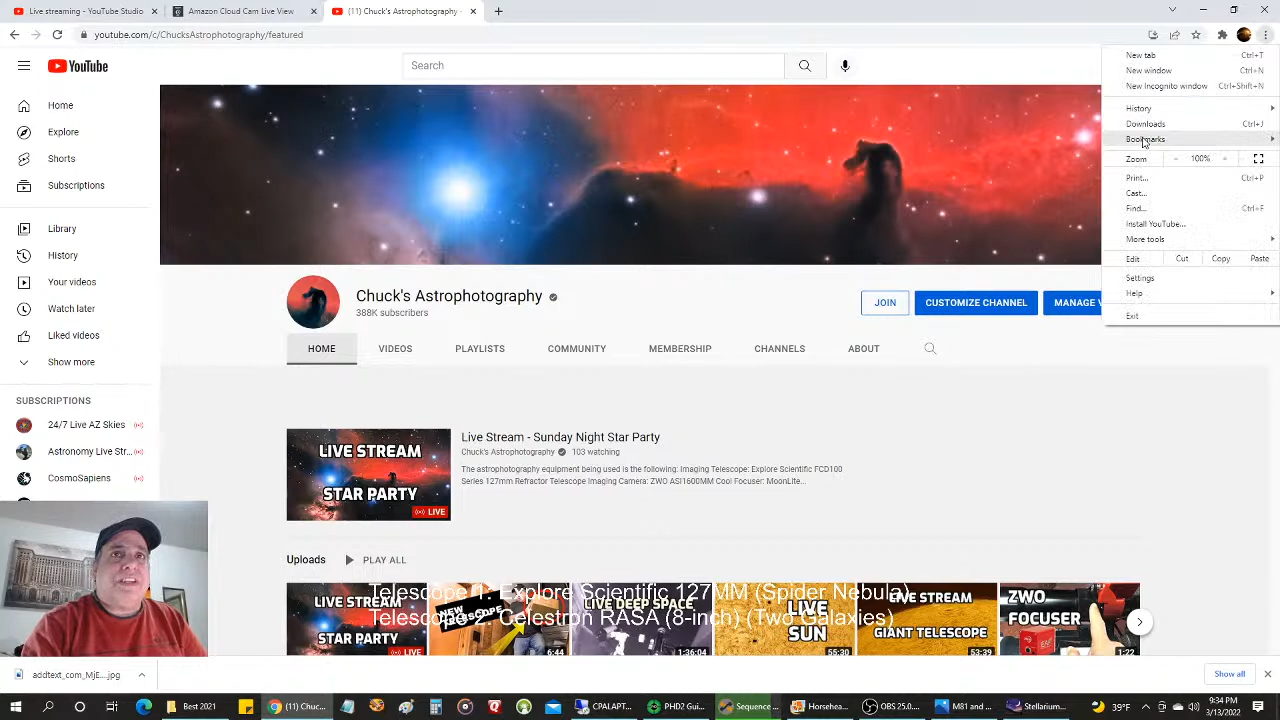 Live streaming - YouTube Studio
Amazon Cloud Cam Live View
(11) Chuck's Astrophotography -
youtube.com/c/ChucksAstrophotography/featured
YouTube
Search
New tab Ctrl+T
New window Ctrl+N
New Incognito window Ctrl+Shift+N
History
Downloads Ctrl+J
Bookmarks
Zoom - 100% +
Print... Ctrl+P
Cast...
Find... Ctrl+F
Install YouTube...
More tools
Edit Cut Copy Paste
Settings
Help
Exit
Home
Explore
Shorts
Subscriptions
Library
History
Your videos
Watch later
Liked videos
Show more
SUBSCRIPTIONS
24/7 Live AZ Skies
Astronomy Live Str...
CosmoSapiens
Chuck's Astrophotography
388K subscribers
JOIN
CUSTOMIZE CHANNEL
MANAGE V
HOME
VIDEOS
PLAYLISTS
COMMUNITY
MEMBERSHIP
CHANNELS
ABOUT
LIVE STREAM
STAR PARTY
LIVE
Live Stream - Sunday Night Star Party
Chuck's Astrophotography 103 watching
The astrophotography equipment being used is the following: Imaging Telescope: Explore Scientific FCD100
Series 127mm Refractor Telescope Imaging Camera: ZWO ASI1600MM Cool Focuser: MoonLite...
Uploads
PLAY ALL
Telescope 1: Explore Scientific 127MM (Spider Nebula)
Telescope 2: Celestron RASA (8-inch) (Two Galaxies)
LIVE STREAM
STAR PARTY
LIVE
NEW
TELESCOPE
6:44
LIVE DEEP SPACE
1:36:04
LIVE
SUN
55:30
LIVE STREAM
GIANT TELESCOPE
53:39
ZWO
FOCUSER
1:22
addtext_com_MjE....jpg
Show all
Best 2021
(11) Chuc...
CPALAPT...
PHD2 Gui...
Sequence ...
Horsehea...
OBS 25.0....
M81 and ...
Stellarium...
9:34 PM
3/13/2022